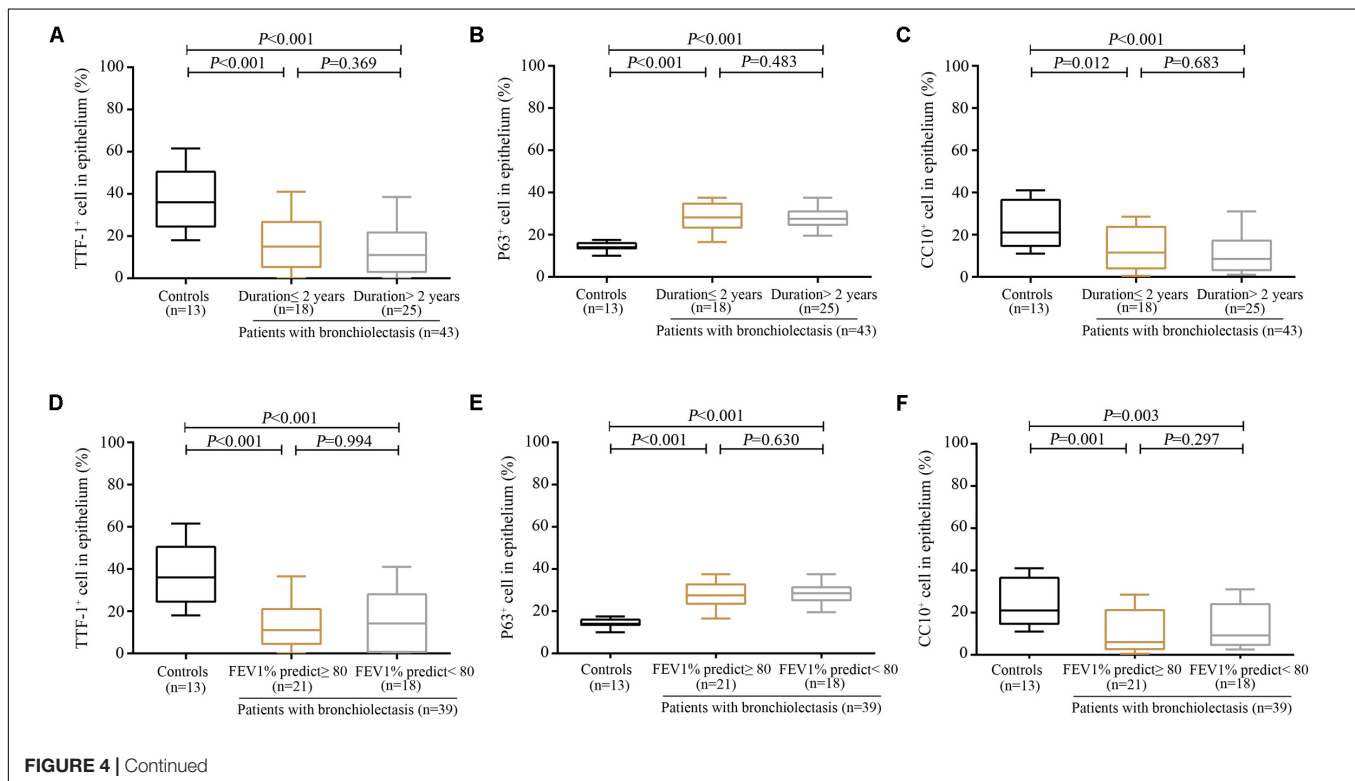 A
P<0.001
P<0.001
P=0.369
TTF-1⁺ cell in epithelium (%)
100
80
60
40
20
0
Controls
(n=13)
Duration≤ 2 years
(n=18)
Duration> 2 years
(n=25)
Patients with bronchiolectasis (n=43)
B
P<0.001
P<0.001
P=0.483
P63⁺ cell in epithelium (%)
100
80
60
40
20
0
Controls
(n=13)
Duration≤ 2 years
(n=18)
Duration> 2 years
(n=25)
Patients with bronchiolectasis (n=43)
C
P<0.001
P=0.012
P=0.683
CC10⁺ cell in epithelium (%)
100
80
60
40
20
0
Controls
(n=13)
Duration≤ 2 years
(n=18)
Duration> 2 years
(n=25)
Patients with bronchiolectasis (n=43)
D
P<0.001
P<0.001
P=0.994
TTF-1⁺ cell in epithelium (%)
100
80
60
40
20
0
Controls
(n=13)
FEV1% predict≥ 80
(n=21)
FEV1% predict< 80
(n=18)
Patients with bronchiolectasis (n=39)
E
P<0.001
P<0.001
P=0.630
P63⁺ cell in epithelium (%)
100
80
60
40
20
0
Controls
(n=13)
FEV1% predict≥ 80
(n=21)
FEV1% predict< 80
(n=18)
Patients with bronchiolectasis (n=39)
F
P=0.003
P=0.001
P=0.297
CC10⁺ cell in epithelium (%)
100
80
60
40
20
0
Controls
(n=13)
FEV1% predict≥ 80
(n=21)
FEV1% predict< 80
(n=18)
Patients with bronchiolectasis (n=39)
FIGURE 4 | Continued